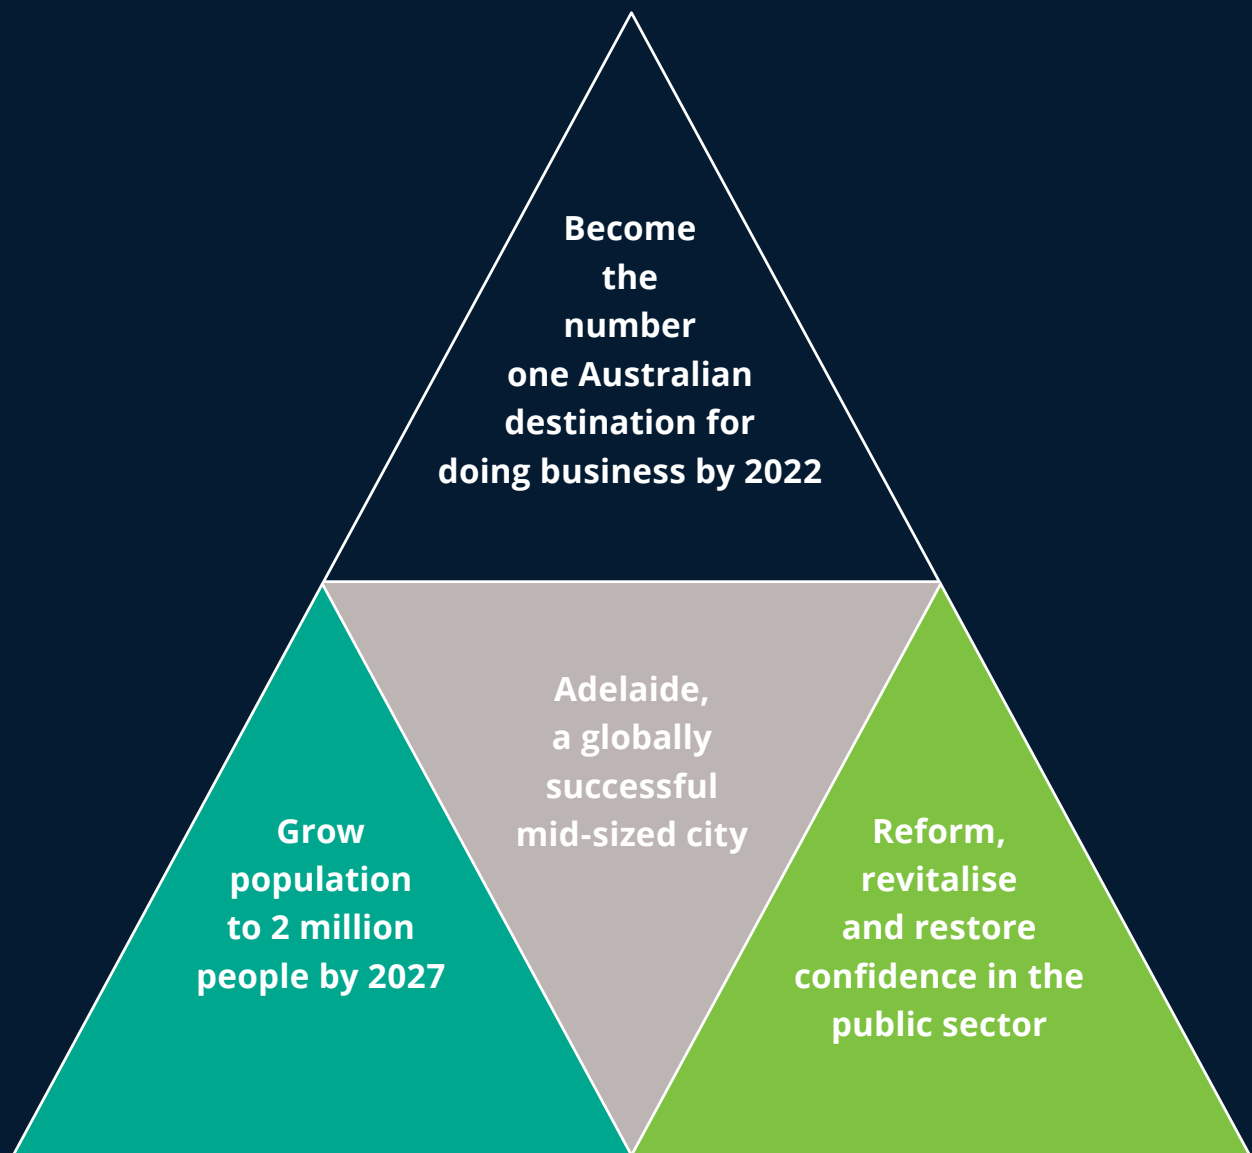 Become
the
number
one Australian
destination for
doing business by 2022
Adelaide,
a globally
successful
mid-sized city
Grow
population
to 2 million
people by 2027
Reform,
revitalise
and restore
confidence in the
public sector